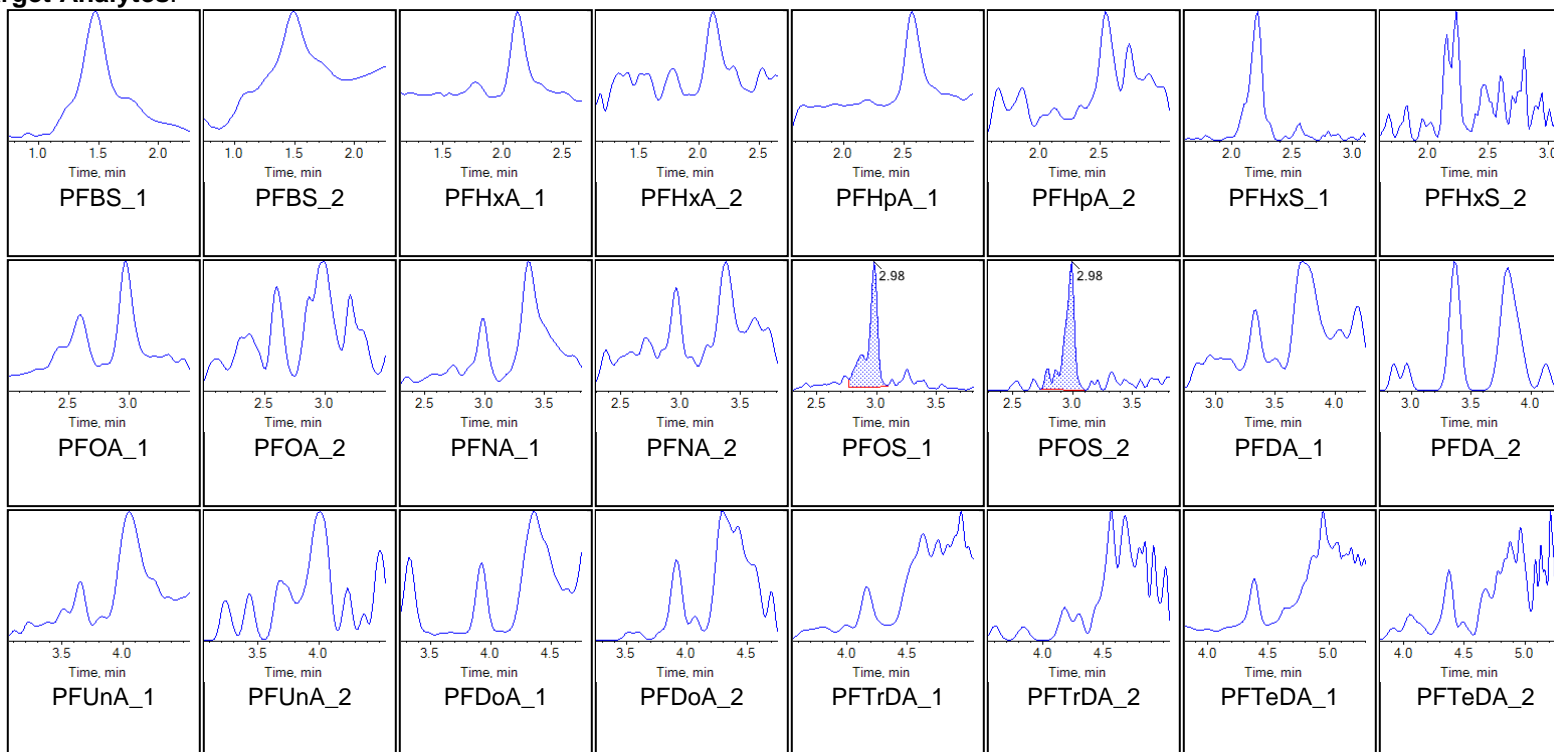 rget Analytes:
1.0 1.5 2.0 1.0 1.5 2.0 1.5 2.0 2.5 1.5 2.0 2.5 2.0 2.5 2.0 2.5 2.0 2.5 3.0 2.0 2.5 3.0
Time, min Time, min Time, min Time, min Time, min Time, min Time, min Time, min
PFBS_1 PFBS_2 PFHxA_1 PFHxA_2 PFHpA_1 PFHpA_2 PFHxS_1 PFHxS_2
2.98 2.98
2.5 3.0 2.5 3.0 3.0 3.5 2.5 3.0 3.5 2.5 3.0 3.5 2.5 3.0 3.5 3.0 3.5 4.0 3.0 3.5 4.0
Time, min Time, min Time, min Time, min Time, min Time, min Time, min Time, min
PFOA_1 PFOA_2 PFNA_1 PFNA_2 PFOS_1 PFOS_2 PFDA_1 PFDA_2
3.5 4.0 3.5 4.0 3.5 4.0 4.5 3.5 4.0 4.5 4.0 4.5 4.0 4.5 4.0 4.5 5.0 4.0 4.5 5.0
Time, min Time, min Time, min Time, min Time, min Time, min Time, min Time, min
PFUnA_1 PFUnA_2 PFDoA_1 PFDoA_2 PFTrDA_1 PFTrDA_2 PFTeDA_1 PFTeDA_2